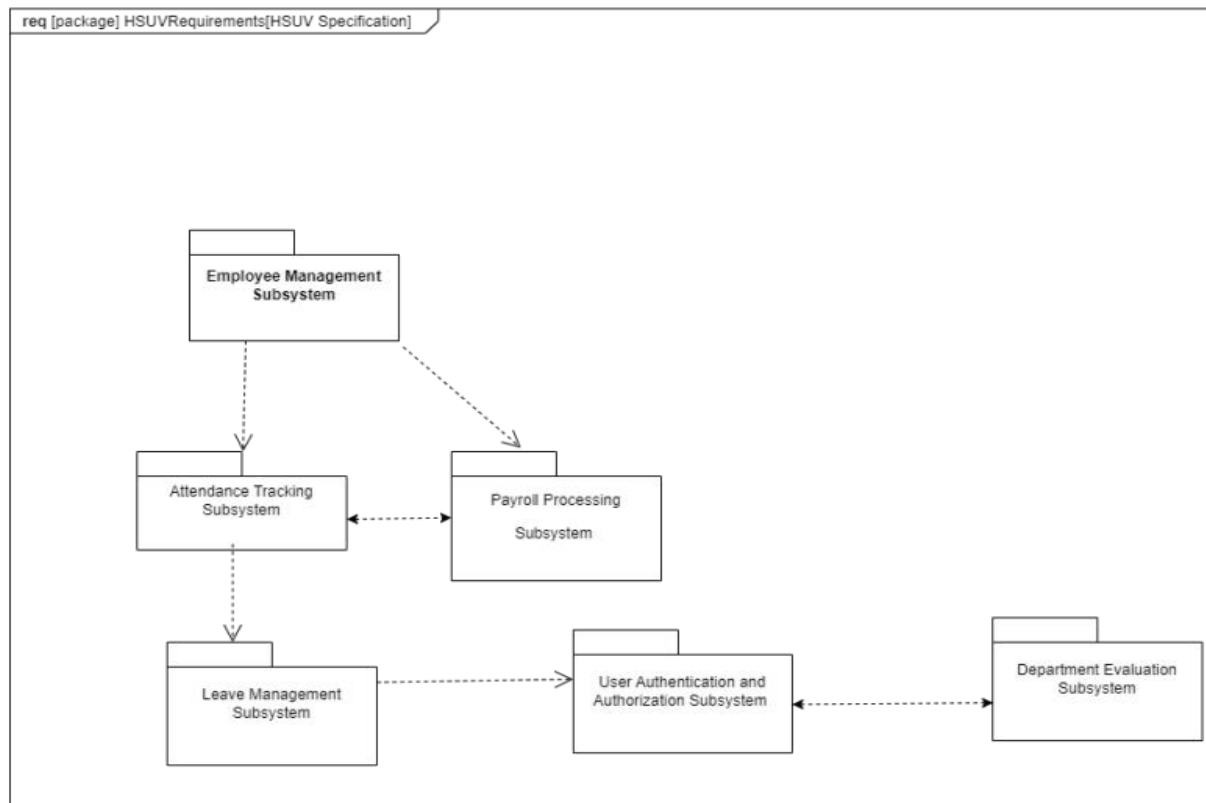 req [package] HSUVRequirements[HSUV Specification]
Employee Management
Subsystem
Attendance Tracking
Subsystem
Payroll Processing
Subsystem
Leave Management
Subsystem
User Authentication and
Authorization Subsystem
Department Evaluation
Subsystem